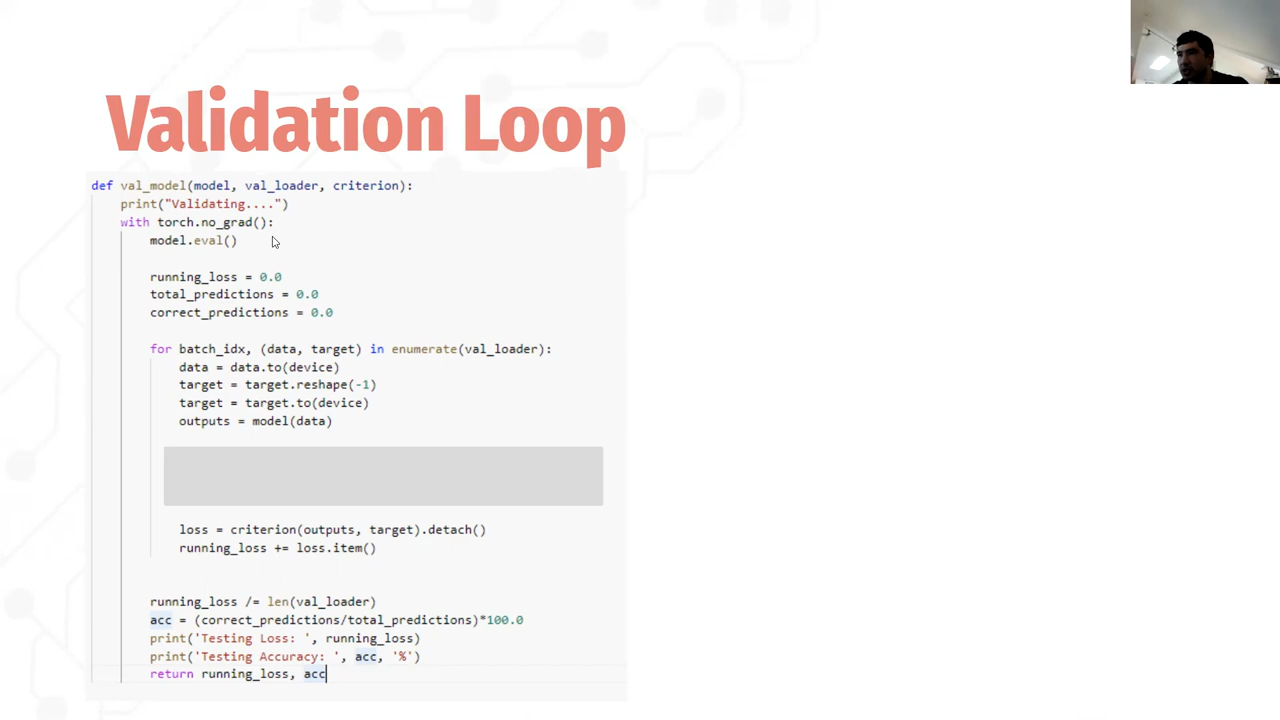 Validation Loop
def val_model(model, val_loader, criterion):
print("Validating....")
with torch.no_grad():
model.eval()
running_loss = 0.0
total_predictions = 0.0
correct_predictions = 0.0
for batch_idx, (data, target) in enumerate(val_loader):
data = data.to(device)
target = target.reshape(-1)
target = target.to(device)
outputs = model(data)
loss = criterion(outputs, target).detach()
running_loss += loss.item()
running_loss /= len(val_loader)
acc = (correct_predictions/total_predictions)*100.0
print('Testing Loss: ', running_loss)
print('Testing Accuracy: ', acc, '%')
return running_loss, acc